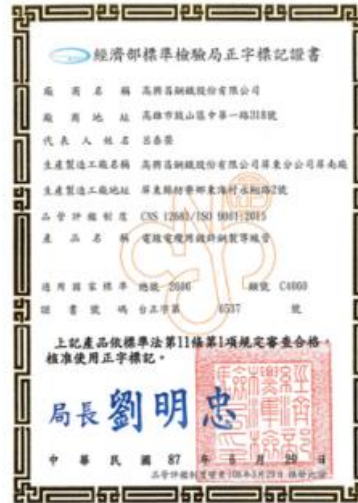 經濟部標準檢驗局正字標記證書
廠商名稱 高興昌鋼鐵股份有限公司
廠商地址 高雄市鼓山區中華一路318號
代表人姓名 呂泰榮
生產製造工廠名稱 高興昌鋼鐵股份有限公司屏東分公司屏南廠
生產製造工廠地址 屏東縣枋寮鄉東海村永翔路2號
品管評鑑制度 CNS 12681/ISO 9001:2015
產品名稱 電線電纜用鍍鋅鋼製導線管
適用國家標準 總號 2606 類號 C4060
證書號碼 台正字第 6537 號
上記產品依標準法第11條第1項規定審查合格,
核准使用正字標記。
局長 劉明忠
中華民國 87 年 5 月 29 日